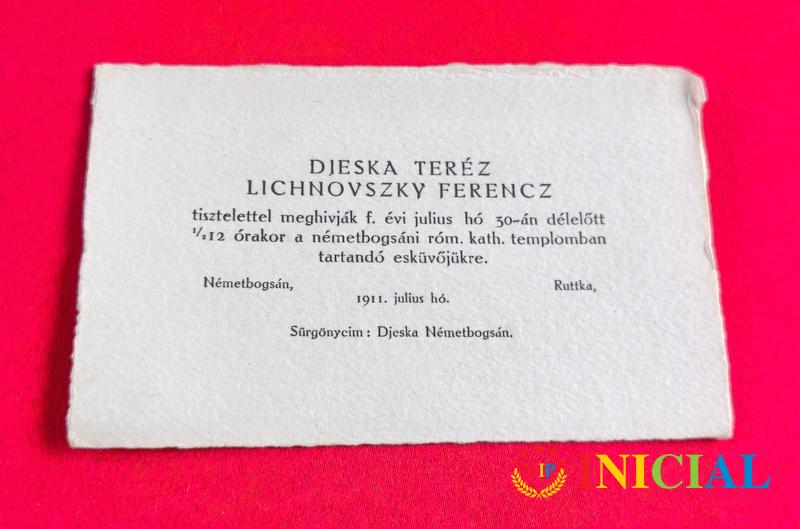 DJESKA TERÉZ
LICHNOVSZKY FERENCZ
tisztelettel meghivják f. évi julius hó 30-án délelőtt
1/212 órakor a németbogsáni róm. kath. templomban
tartandó esküvőjükre.
Németbogsán, Ruttka,
1911. julius hó.
Sürgönycim: Djeska Németbogsán.
IP INICIAL